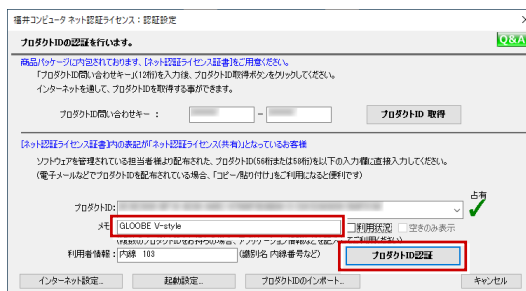 福井コンピュータ ネット認証ライセンス：認証設定
プロダクトIDの認証を行います。
Q&A
商品パッケージに内包されております、【ネット認証ライセンス証書】をご用意ください。
「プロダクトID問い合わせキー」(12桁)を入力後、プロダクトID取得ボタンをクリックしてください。
インターネットを通して、プロダクトIDを取得する事ができます。
プロダクトID問い合わせキー ：
－
プロダクトID 取得
【ネット認証ライセンス証書】内の表記が「ネット認証ライセンス(共有)」となっているお客様
ソフトウェアを管理されている担当者様より配布された、プロダクトID(56桁または58桁)を以下の入力欄に直接入力してください。
(電子メールなどでプロダクトIDを配布されている場合、「コピー/貼り付け」をご利用になると便利です)
プロダクトID:
占有
メモ:
GLOOBE V-style
利用状況
空きのみ表示
利用者情報：
内線 103
(識別名 内線番号など)
プロダクトID認証
インターネット設定...
起動設定...
プロダクトIDのインポート...
キャンセル